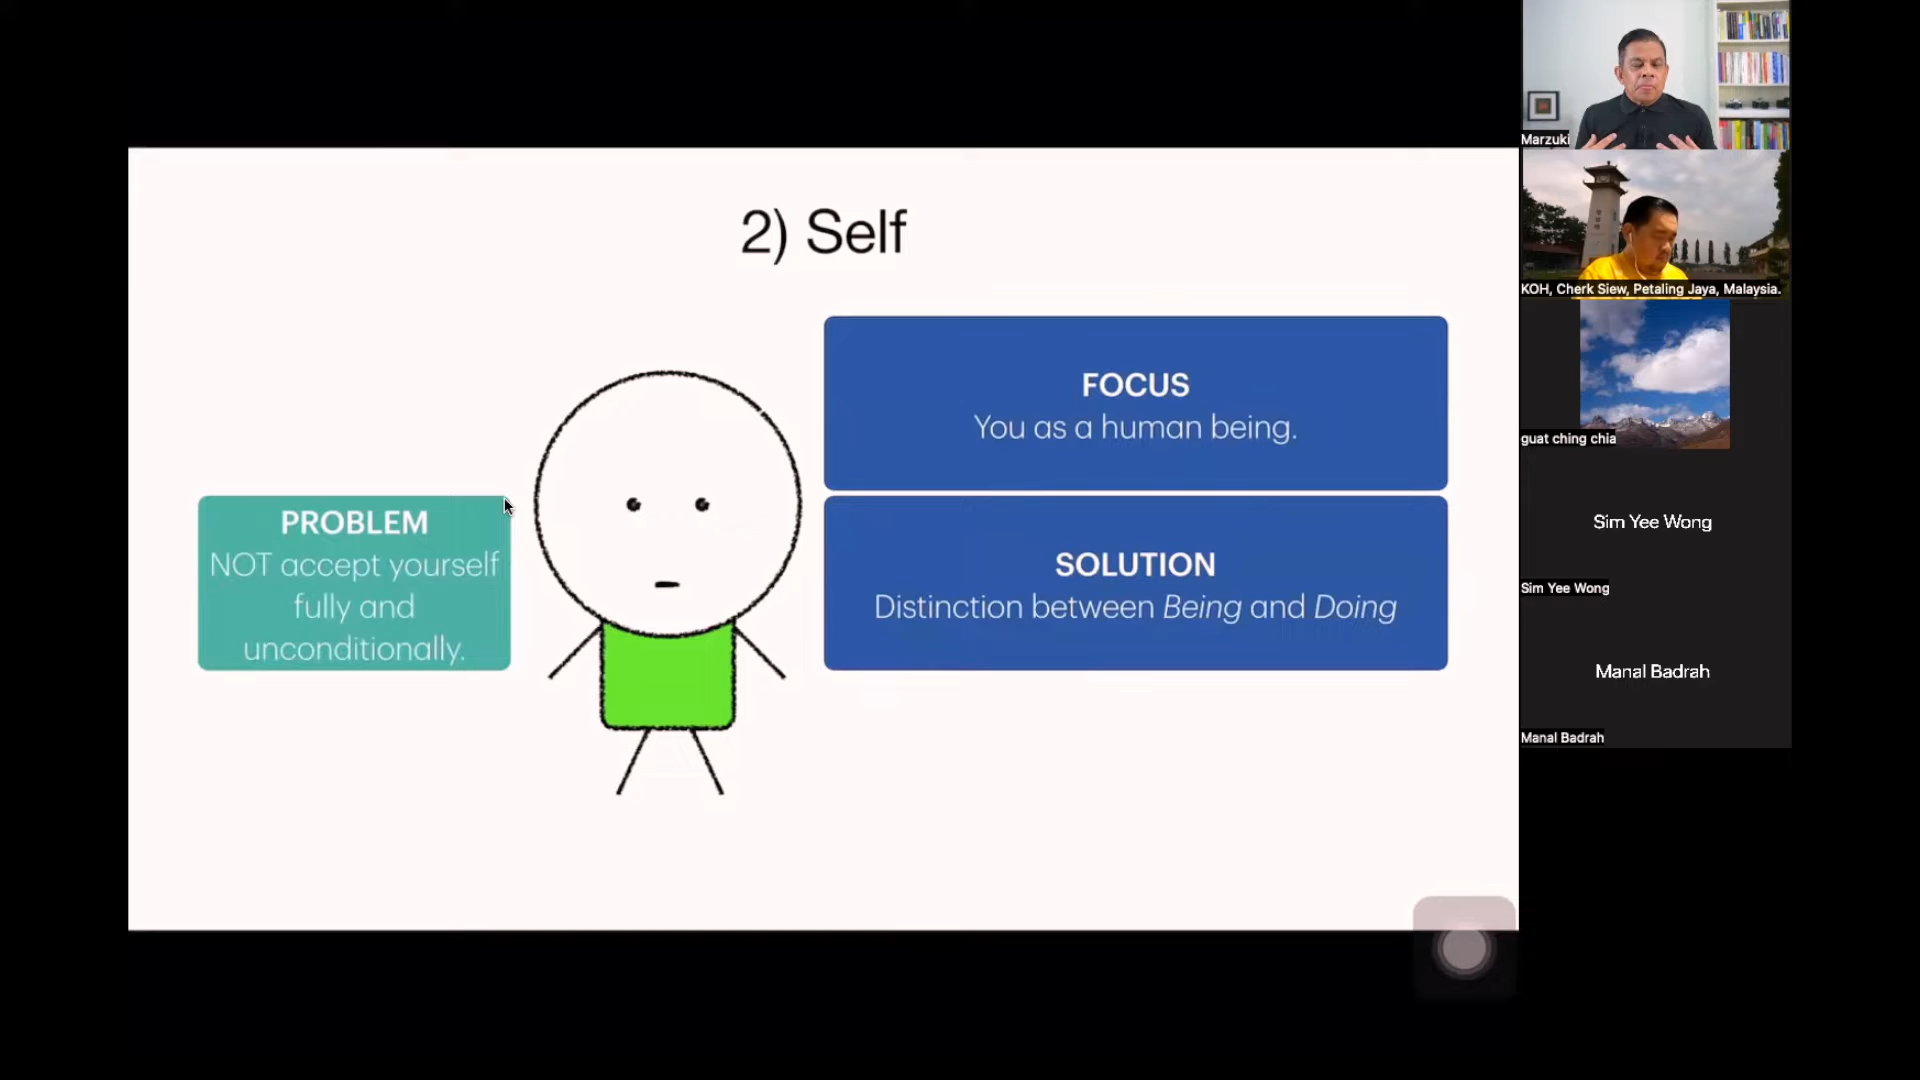 2) Self
FOCUS
You as a human being.
PROBLEM
NOT accept yourself
fully and
unconditionally.
SOLUTION
Distinction between Being and Doing
Marzuki
KOH, Cherk Siew, Petaling Jaya, Malaysia.
guat ching chia
Sim Yee Wong
Sim Yee Wong
Manal Badrah
Manal Badrah